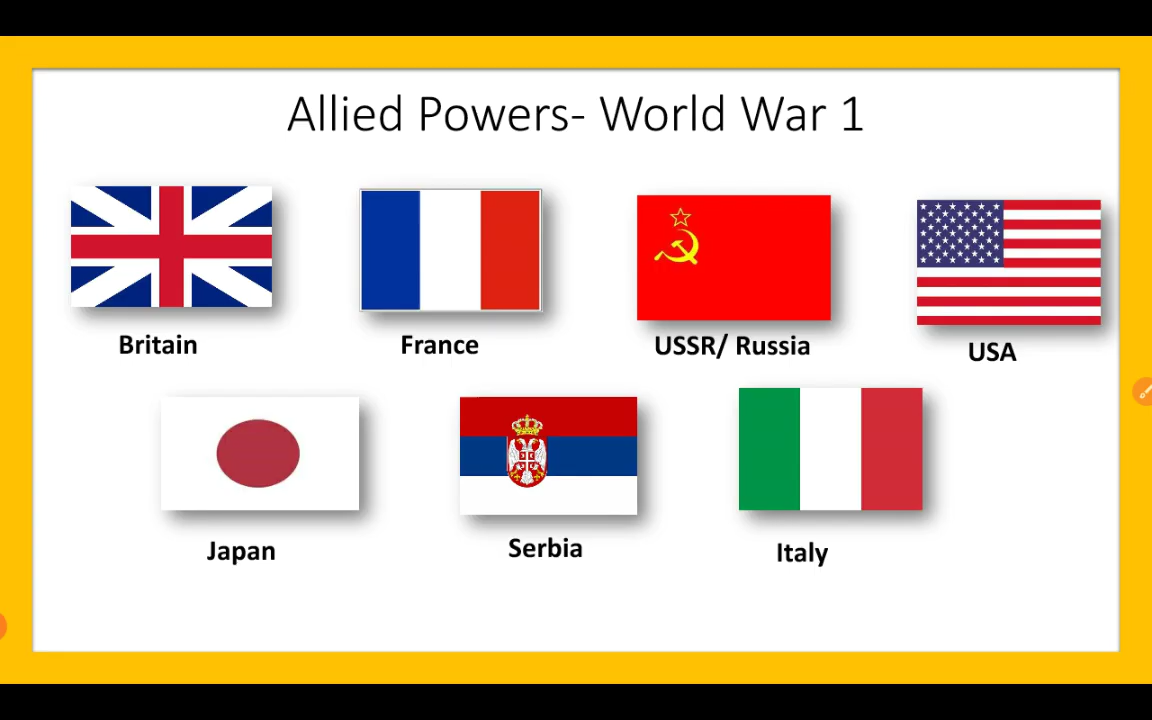 Allied Powers- World War 1
Britain
France
USSR/ Russia
USA
Japan
Serbia
Italy